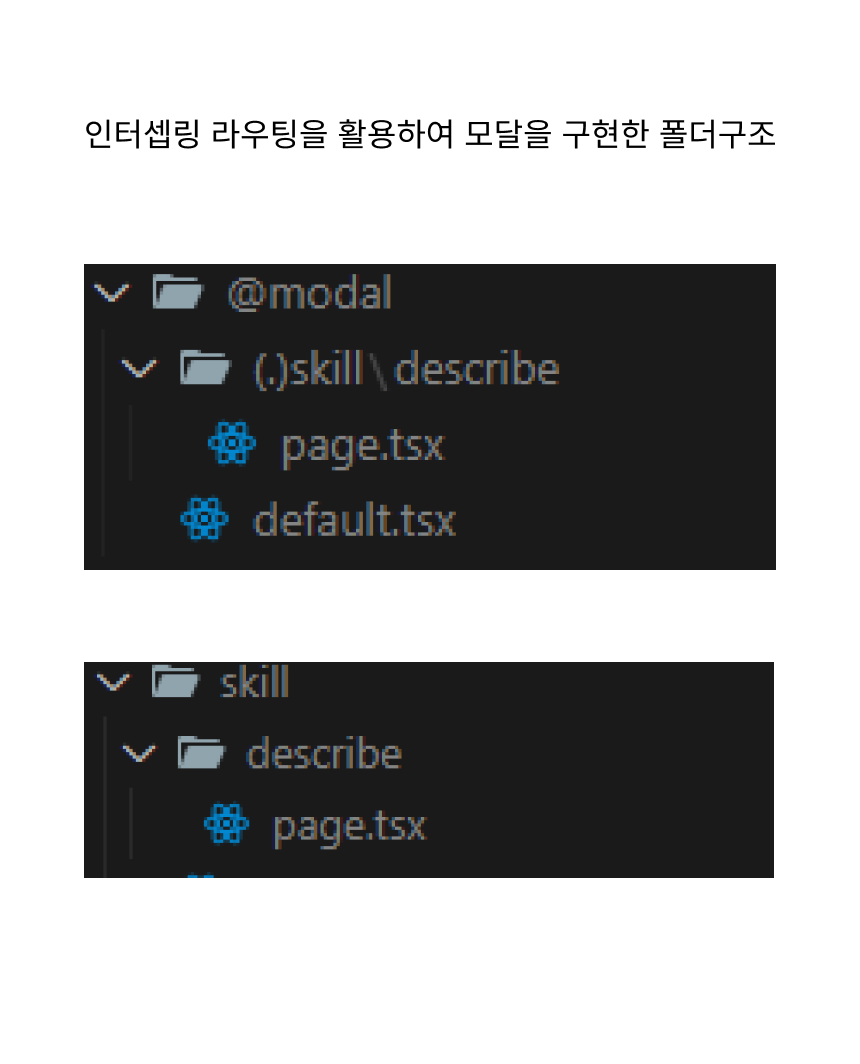 인터셉링 라우팅을 활용하여 모달을 구현한 폴더구조
@modal
(.)skill\describe
page.tsx
default.tsx
skill
describe
page.tsx